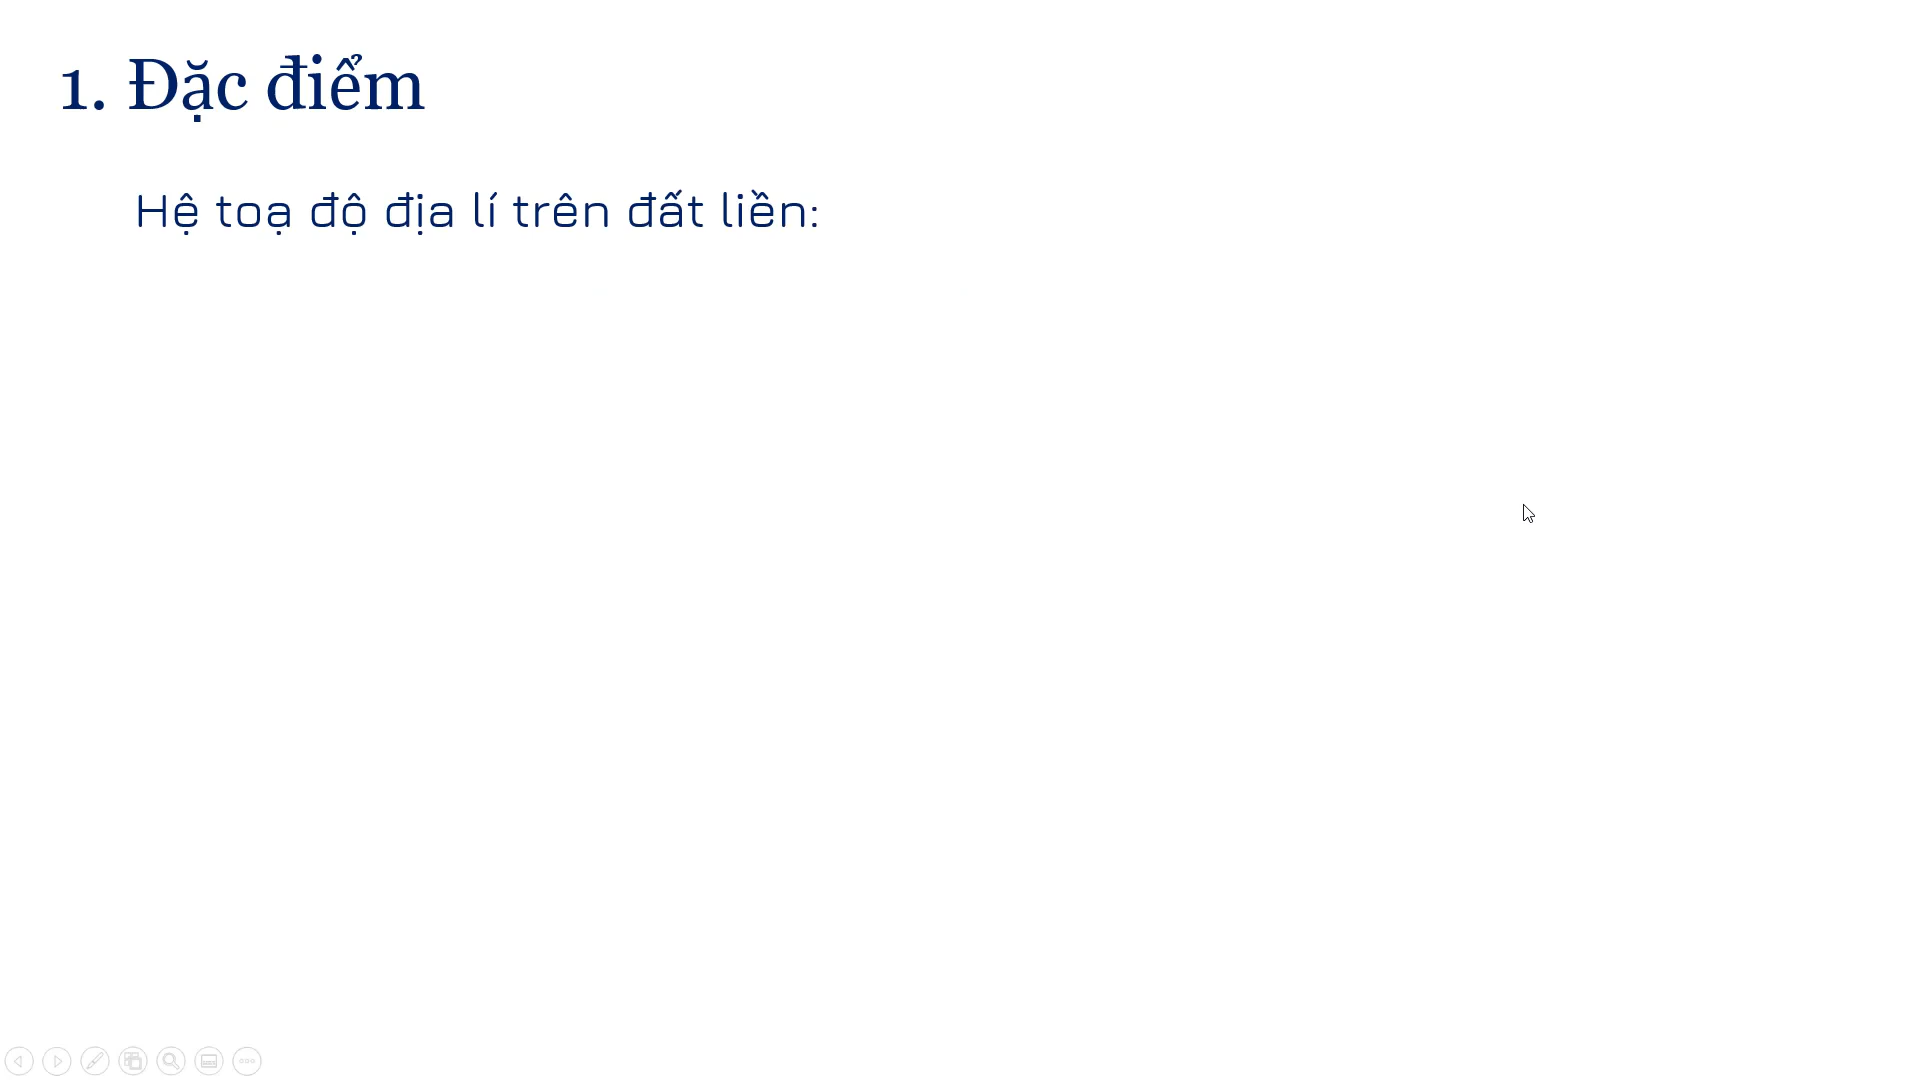 1. Đặc điểm
Hệ toạ độ địa lí trên đất liền: